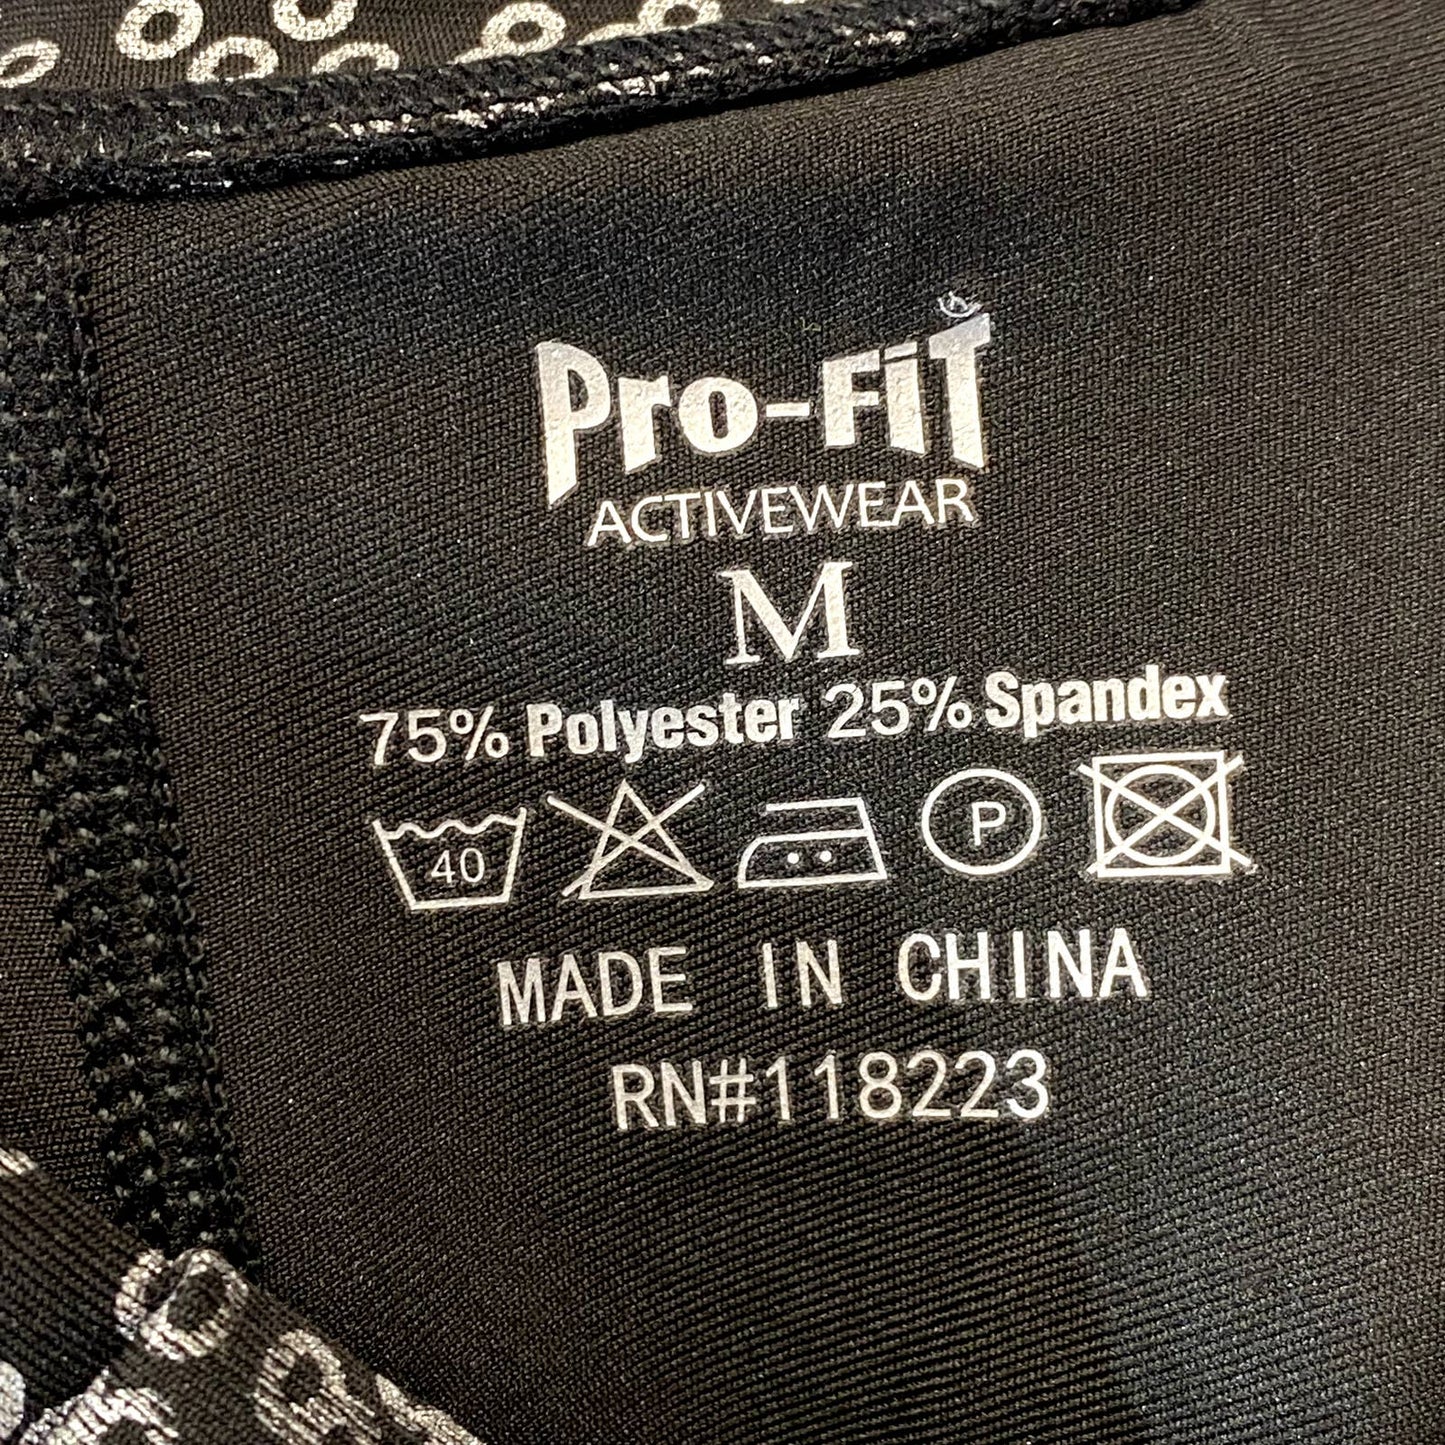 Pro-FiT
ACTIVEWEAR
M
75% Polyester 25% Spandex
40 P
MADE IN CHINA
RN#118223